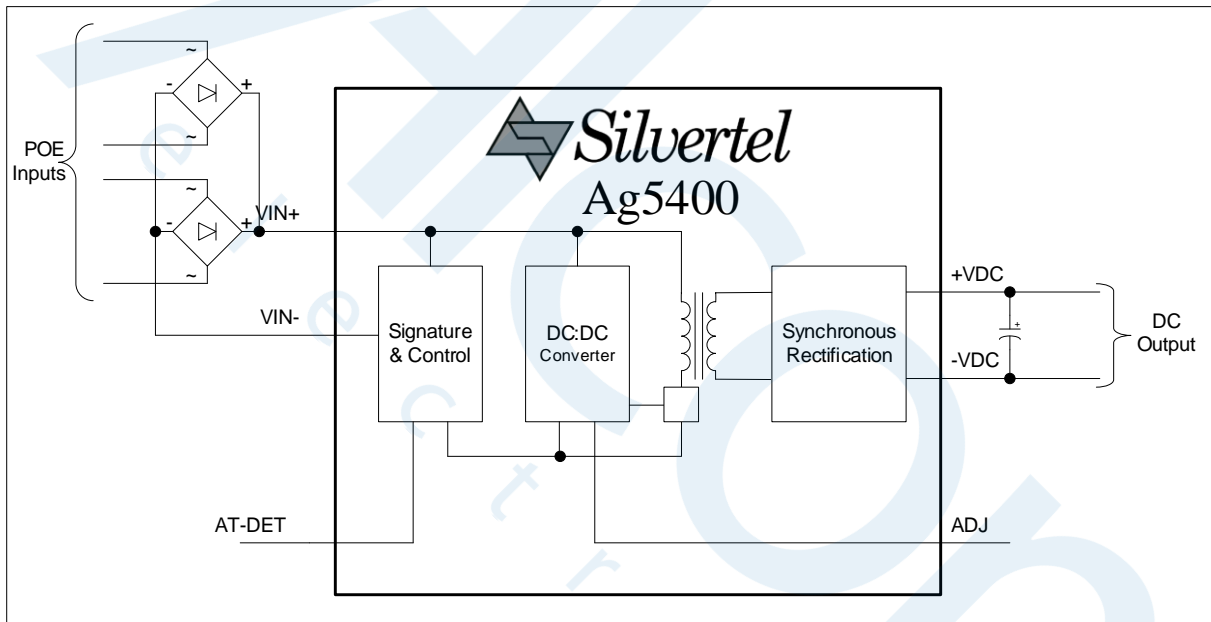 POE
Inputs
~
-
+
~
~
-
+
~
VIN+
VIN-
Silvertel
Ag5400
Signature
& Control
DC:DC
Converter
Synchronous
Rectification
+VDC
+
-VDC
DC
Output
AT-DET
ADJ